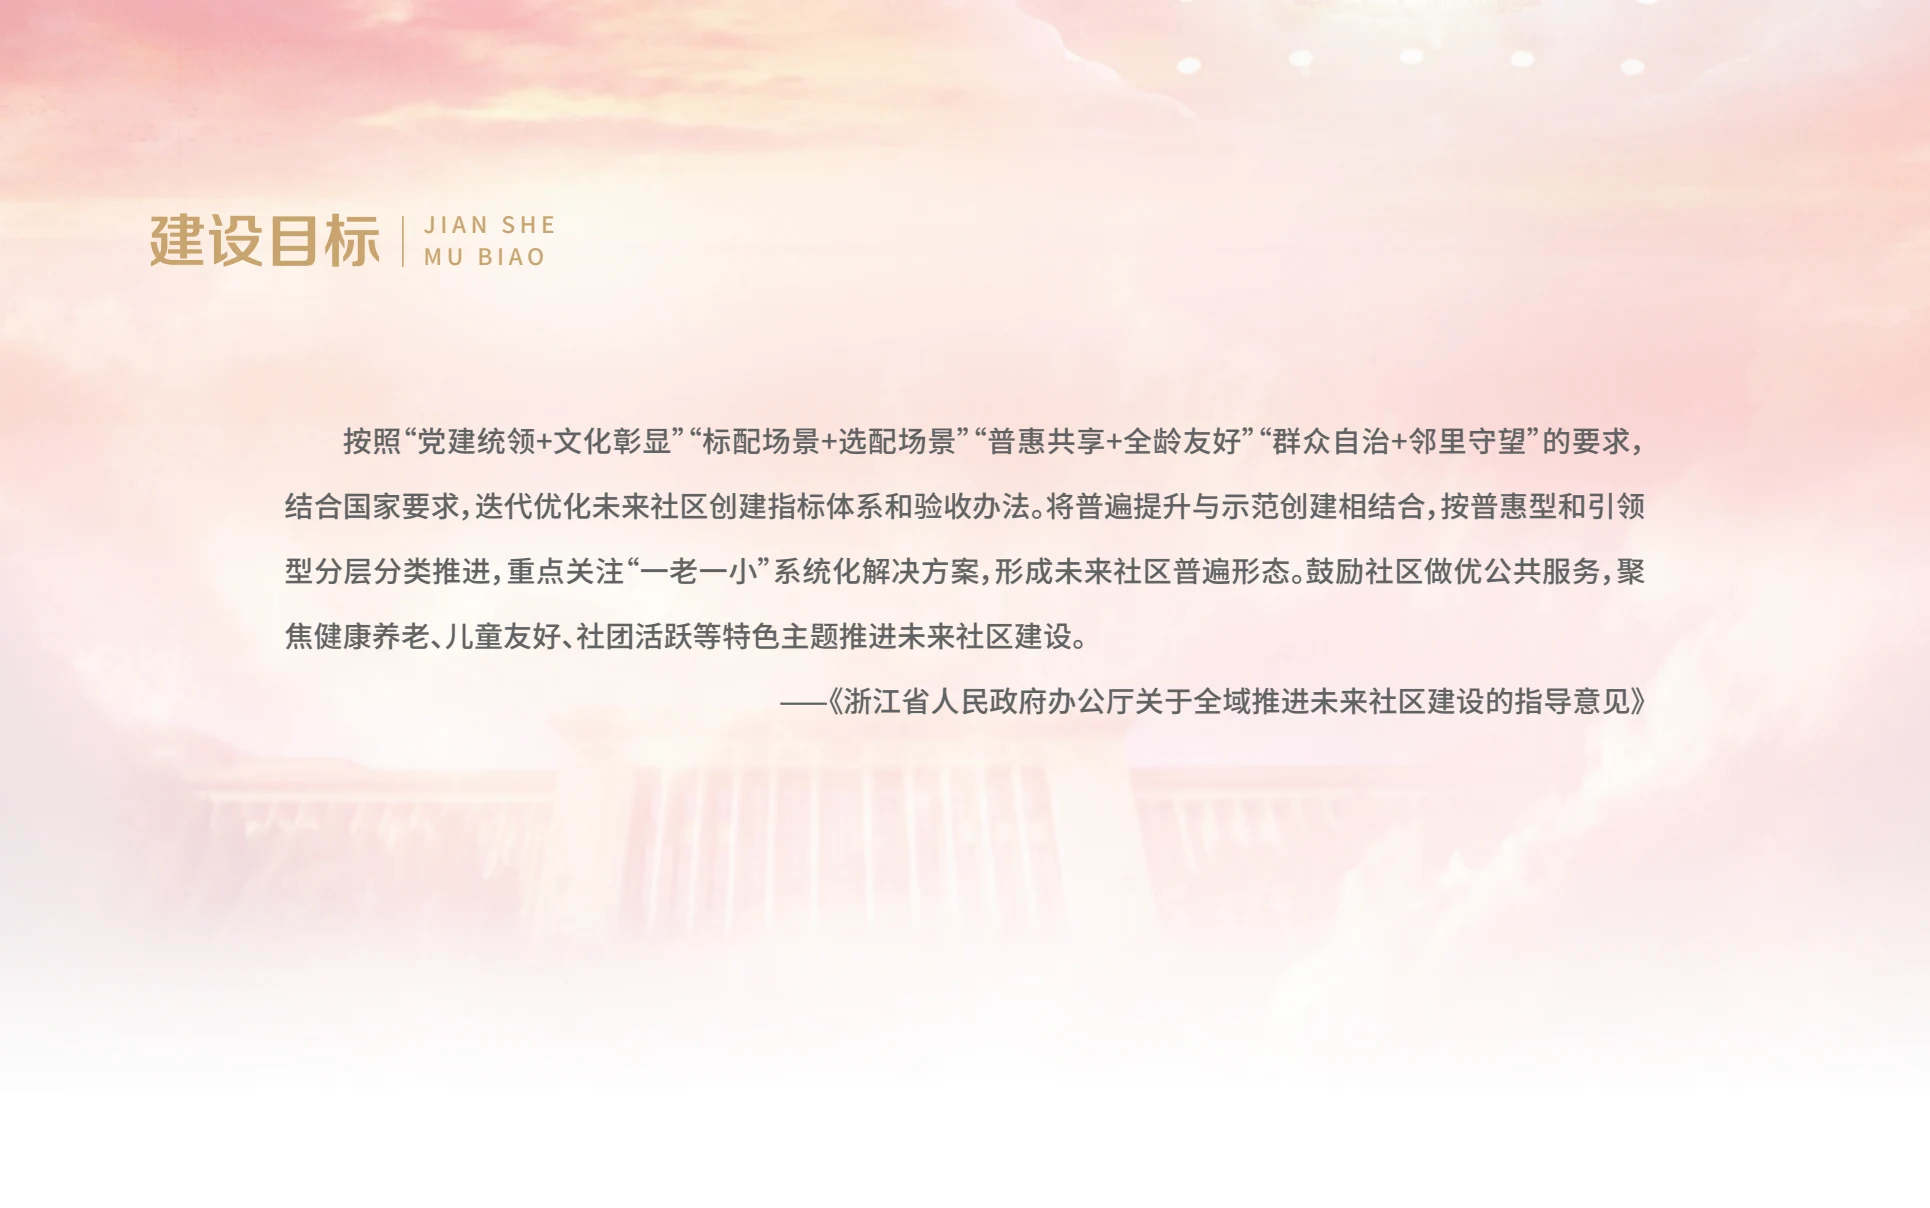 建设目标
JIAN SHE
MU BIAO
按照“党建统领+文化彰显”“标配场景+选配场景”“普惠共享+全龄友好”“群众自治+邻里守望”的要求，
结合国家要求，迭代优化未来社区创建指标体系和验收办法。将普遍提升与示范创建相结合，按普惠型和引领
型分层分类推进，重点关注“一老一小”系统化解决方案，形成未来社区普遍形态。鼓励社区做优公共服务，聚
焦健康养老、儿童友好、社团活跃等特色主题推进未来社区建设。
——《浙江省人民政府办公厅关于全域推进未来社区建设的指导意见》